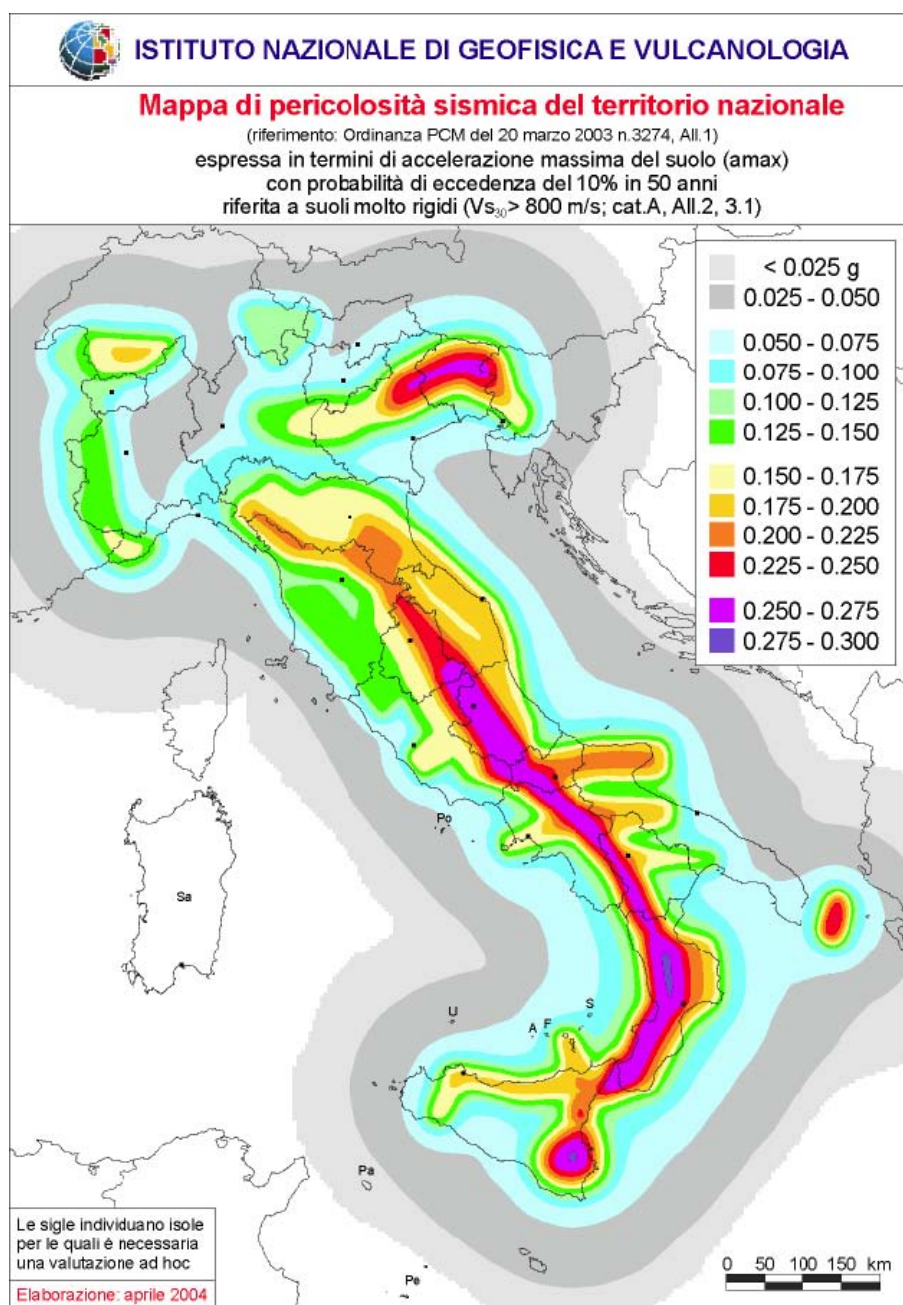 ISTITUTO NAZIONALE DI GEOFISICA E VULCANOLOGIA
Mappa di pericolosità sismica del territorio nazionale
(riferimento: Ordinanza PCM del 20 marzo 2003 n.3274, All.1)
espressa in termini di accelerazione massima del suolo (amax)
con probabilità di eccedenza del 10% in 50 anni
riferita a suoli molto rigidi (Vs₃₀> 800 m/s; cat.A, All.2, 3.1)
< 0.025 g
0.025 - 0.050
0.050 - 0.075
0.075 - 0.100
0.100 - 0.125
0.125 - 0.150
0.150 - 0.175
0.175 - 0.200
0.200 - 0.225
0.225 - 0.250
0.250 - 0.275
0.275 - 0.300
Po
Sa
U
A
F
S
Pa
Pe
Le sigle individuano isole
per le quali è necessaria
una valutazione ad hoc
Elaborazione: aprile 2004
0 50 100 150 km